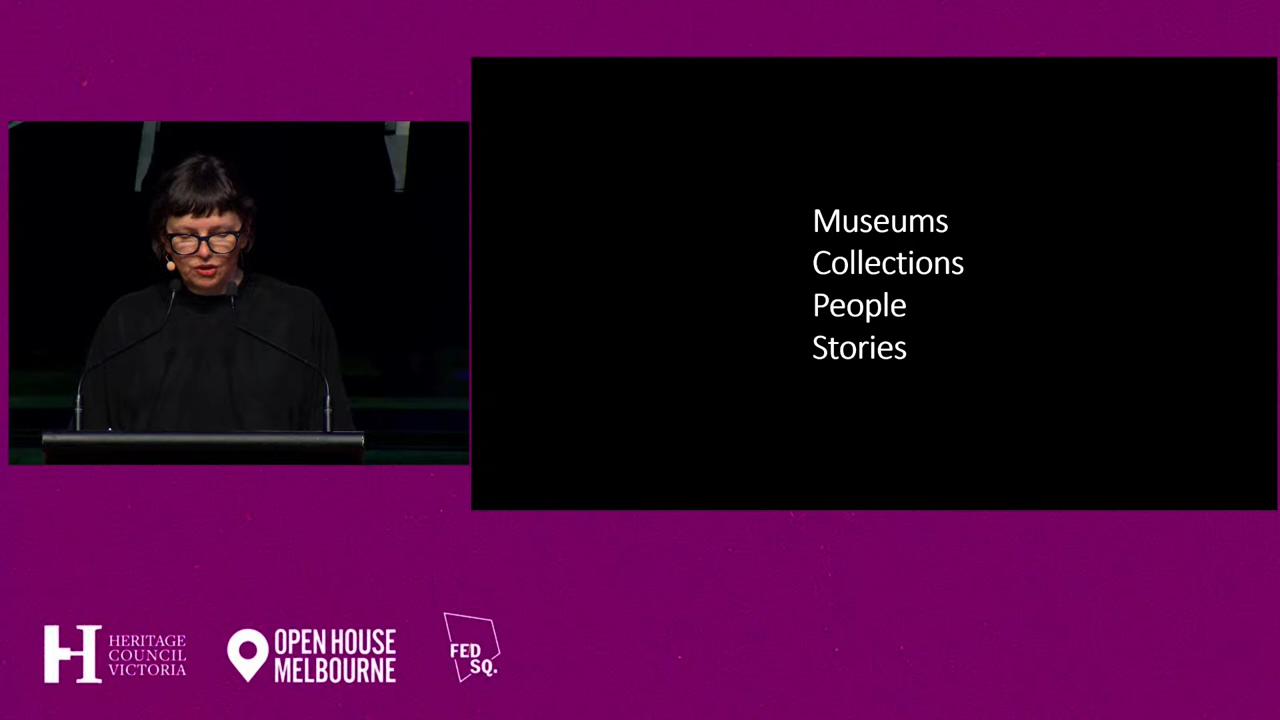 Museums
Collections
People
Stories
HERITAGE
COUNCIL
VICTORIA
OPEN HOUSE
MELBOURNE
FED
SQ.